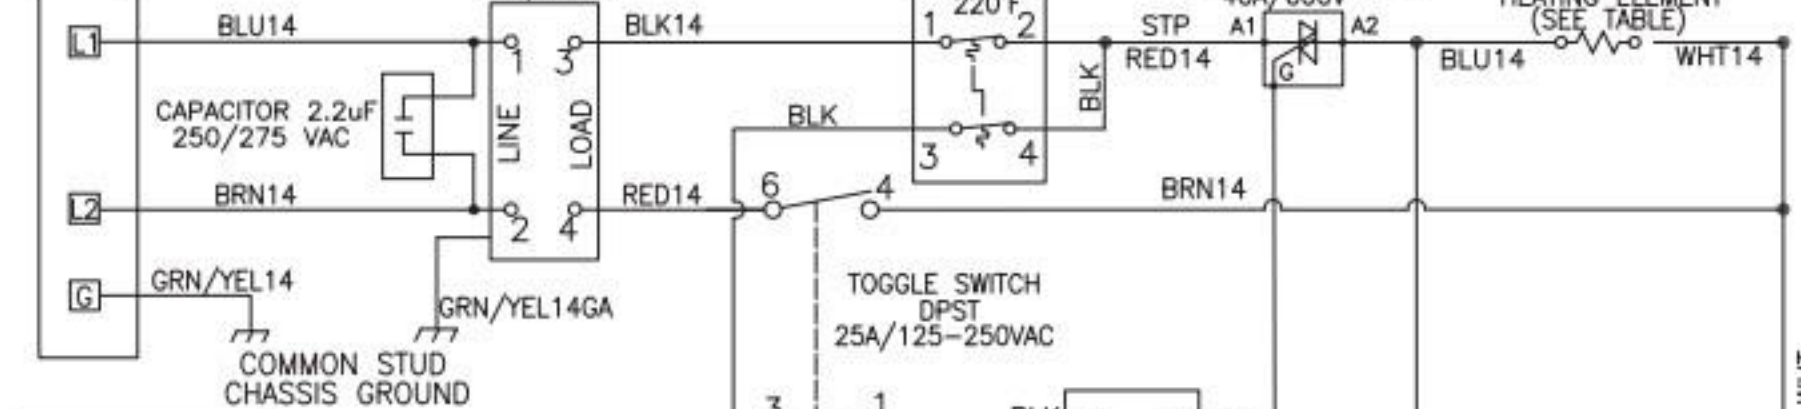 L1
BLU14
1
3
BLK14
220°F
1
2
STP
RED14
BLK
A1
A2
G
(SEE TABLE)
BLU14
WHT14
CAPACITOR 2.2uF
250/275 VAC
LINE
LOAD
BLK
3
4
L2
BRN14
2
4
RED14
6
4
BRN14
G
GRN/YEL14
GRN/YEL14GA
COMMON STUD
CHASSIS GROUND
TOGGLE SWITCH
DPST
25A/125-250VAC
3
1
BLK